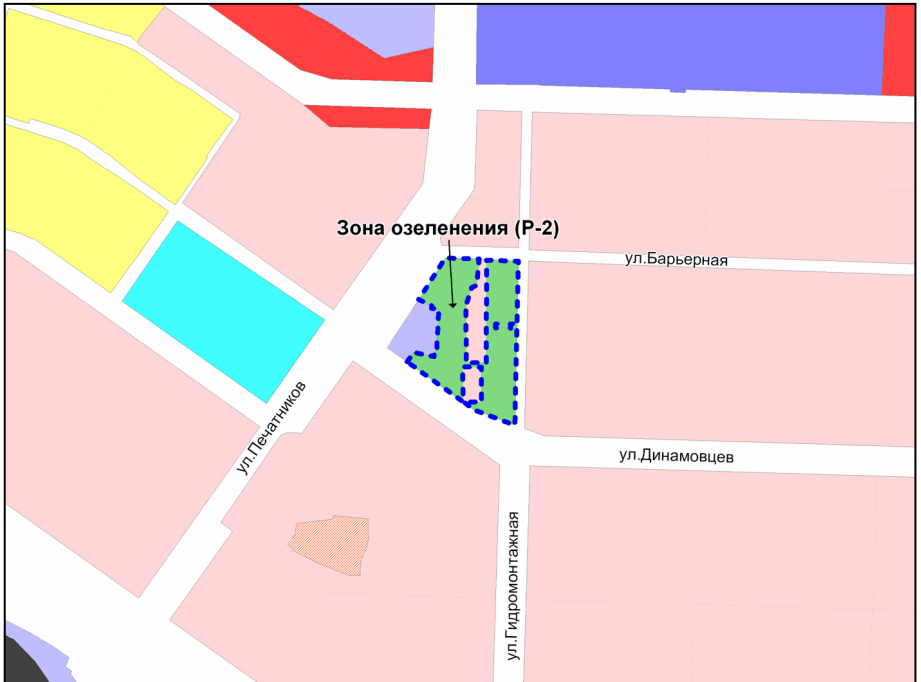 Зона озеленения (Р-2)
ул.Барьерная
ул.Печатников
ул.Динамовцев
ул.Гидромонтажная